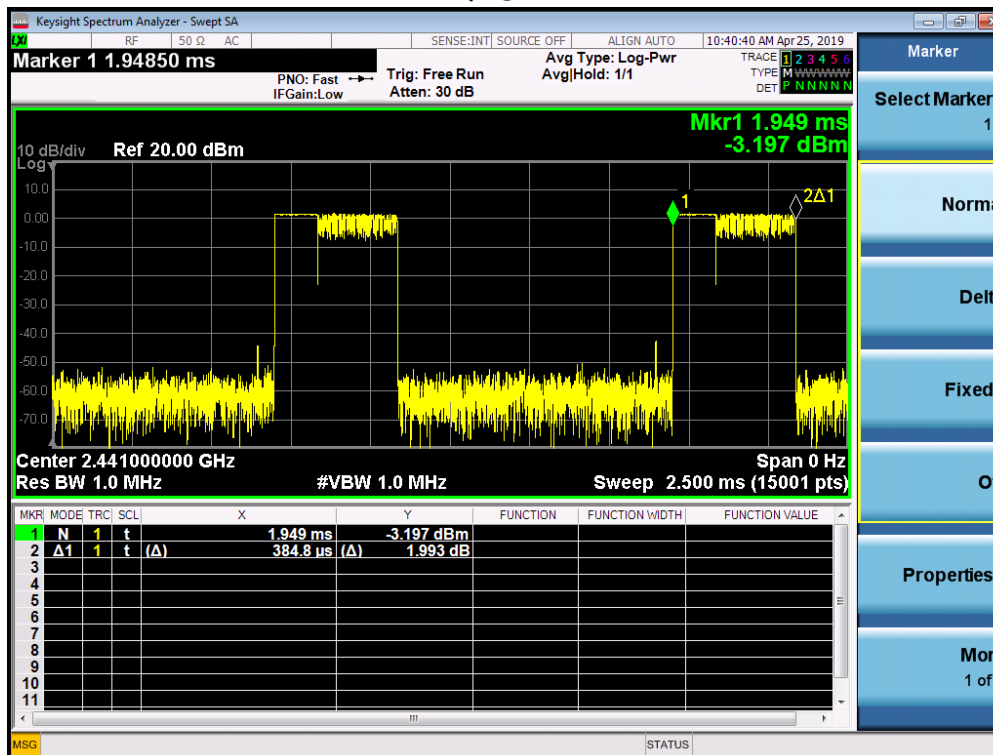 Keysight Spectrum Analyzer - Swept SA
LXI RF 50 Ω AC SENSE:INT SOURCE OFF ALIGN AUTO 10:40:40 AM Apr 25, 2019
Marker 1 1.94850 ms
PNO: Fast
IFGain:Low
Trig: Free Run
Atten: 30 dB
Avg Type: Log-Pwr
Avg|Hold: 1/1
TRACE 1 2 3 4 5 6
TYPE M WWWWW
DET P N N N N N
Mkr1 1.949 ms
-3.197 dBm
10 dB/div Ref 20.00 dBm
Log
10.0
0.00
-10.0
-20.0
-30.0
-40.0
-50.0
-60.0
-70.0
1
2Δ1
Center 2.441000000 GHz Span 0 Hz
Res BW 1.0 MHz #VBW 1.0 MHz Sweep 2.500 ms (15001 pts)
MKR MODE TRC SCL X Y FUNCTION FUNCTION WIDTH FUNCTION VALUE
1 N 1 t 1.949 ms -3.197 dBm
2 Δ1 1 t (Δ) 384.8 µs (Δ) 1.993 dB
3
4
5
6
7
8
9
10
11
MSG STATUS
Marker
Select Marker
1
Norma
Delt
Fixed
O
Properties
Mor
1 of